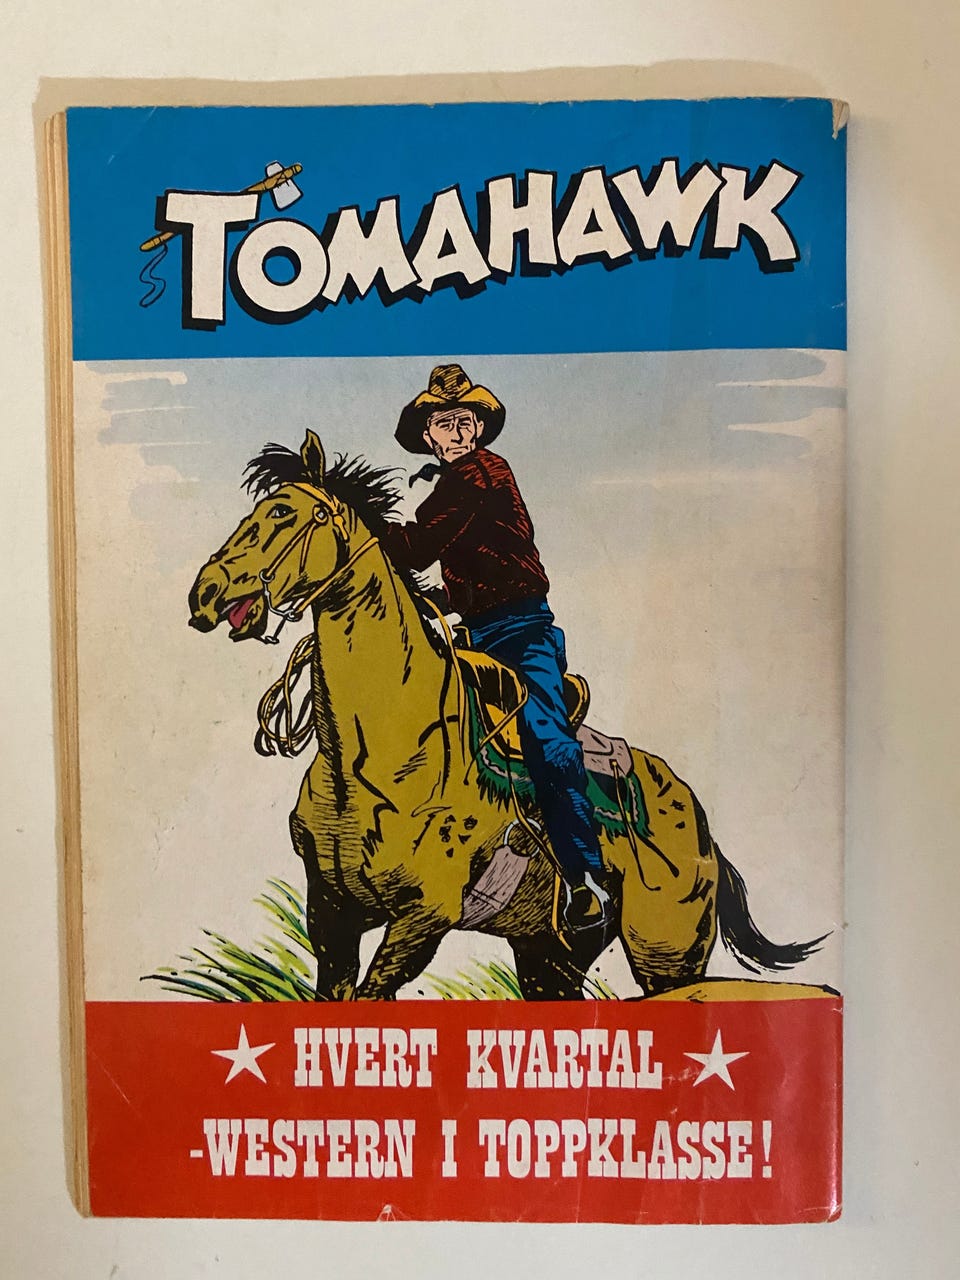 TOMAHAWK
HVERT KVARTAL
-WESTERN I TOPPKLASSE!